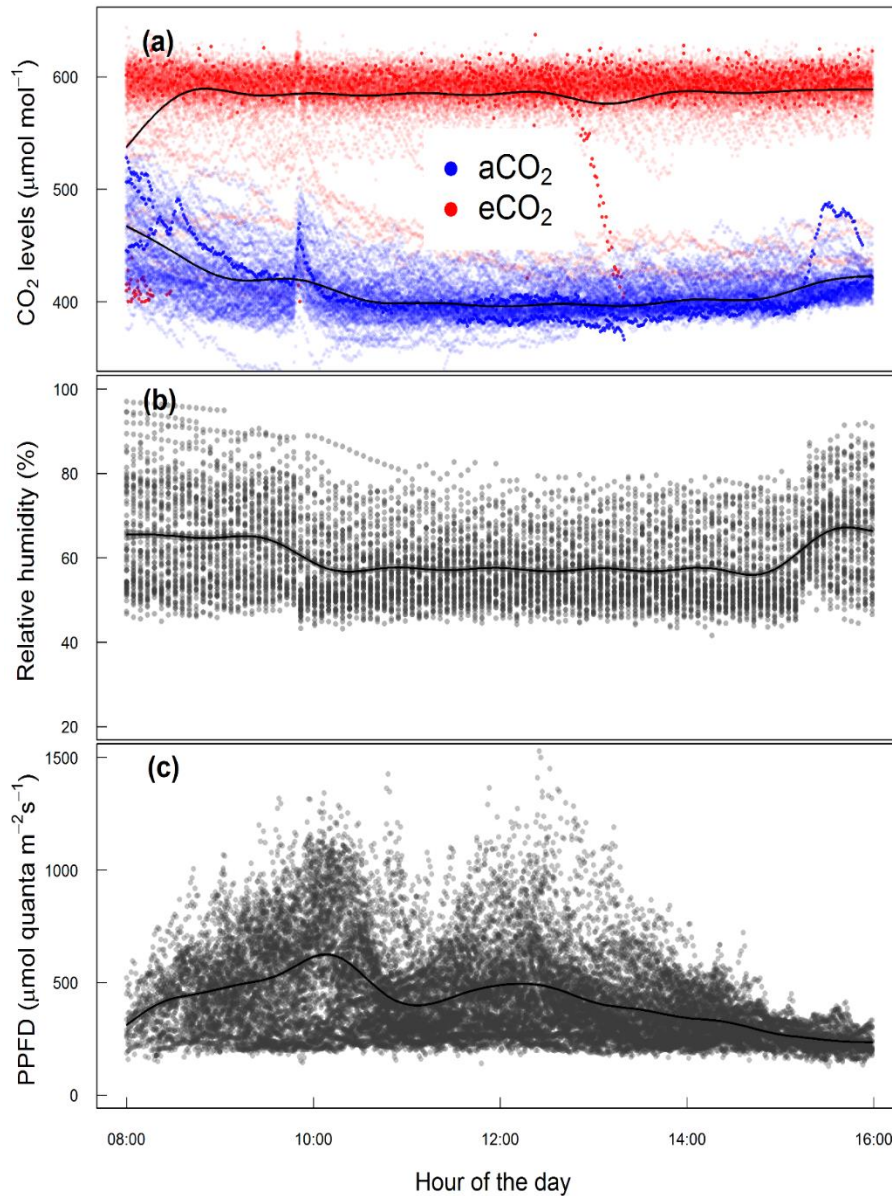 (a)
CO₂ levels (μmol mol⁻¹)
600
500
400
aCO₂
eCO₂
(b)
Relative humidity (%)
100
80
60
40
20
(c)
PPFD (μmol quanta m⁻²s⁻¹)
1500
1000
500
0
08:00 10:00 12:00 14:00 16:00
Hour of the day